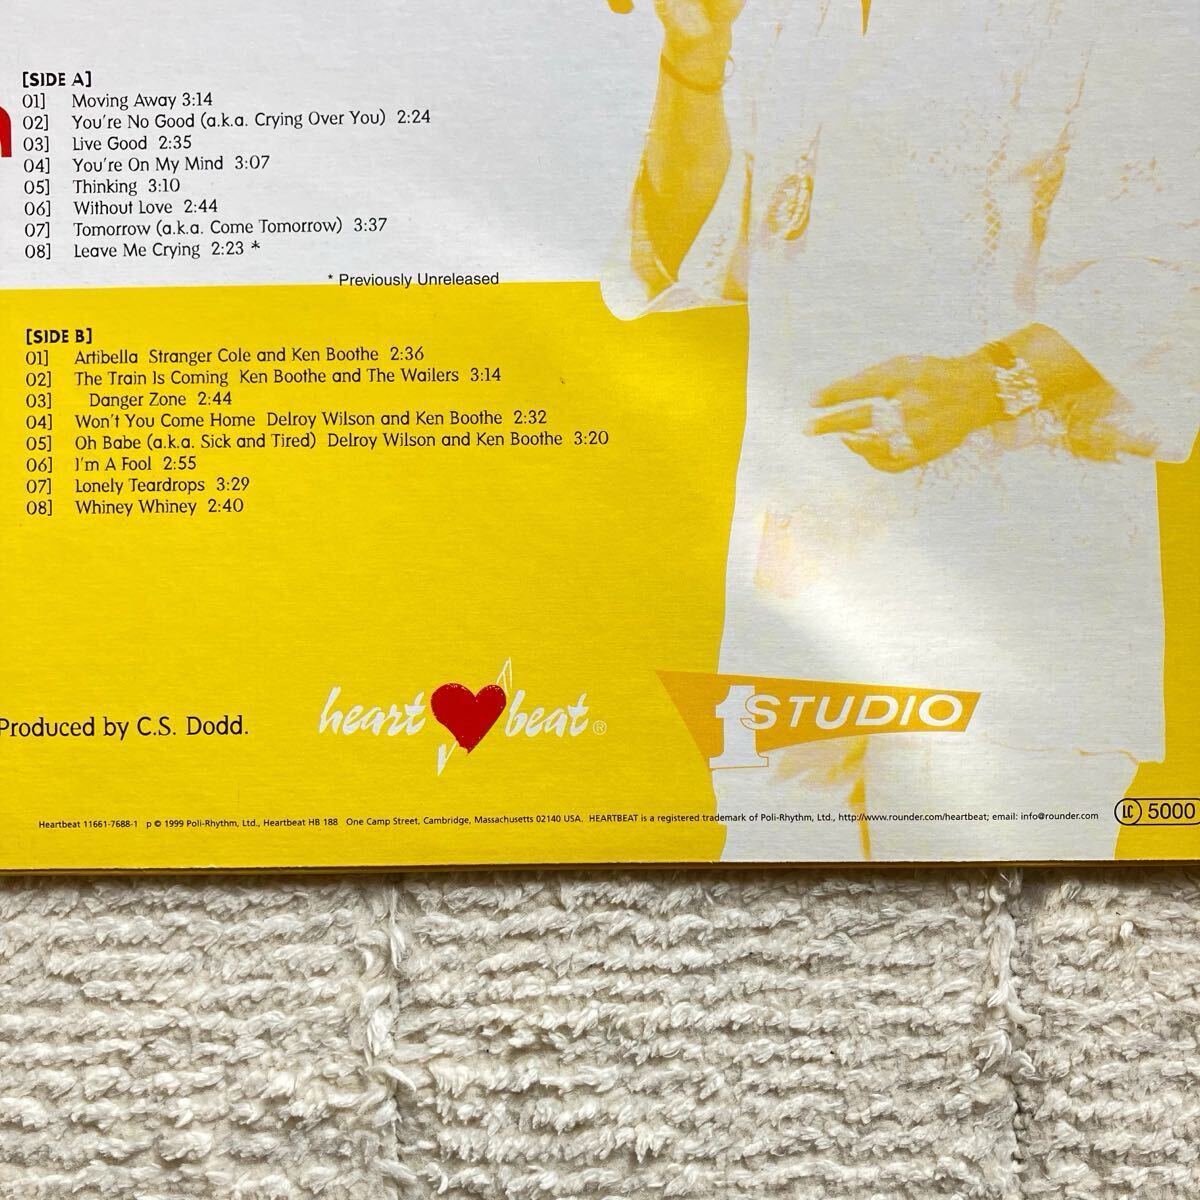 [SIDE A]
01] Moving Away 3:14
02] You're No Good (a.k.a. Crying Over You) 2:24
03] Live Good 2:35
04] You're On My Mind 3:07
05] Thinking 3:10
06] Without Love 2:44
07] Tomorrow (a.k.a. Come Tomorrow) 3:37
08] Leave Me Crying 2:23 *
* Previously Unreleased
[SIDE B]
01] Artibella Stranger Cole and Ken Boothe 2:36
02] The Train Is Coming Ken Boothe and The Wailers 3:14
03] Danger Zone 2:44
04] Won't You Come Home Delroy Wilson and Ken Boothe 2:32
05] Oh Babe (a.k.a. Sick and Tired) Delroy Wilson and Ken Boothe 3:20
06] I'm A Fool 2:55
07] Lonely Teardrops 3:29
08] Whiney Whiney 2:40
Produced by C.S. Dodd.
heart beat®
1 STUDIO
Heartbeat 11661-7688-1 p © 1999 Poli-Rhythm, Ltd., Heartbeat HB 188 One Camp Street, Cambridge, Massachusetts 02140 USA. HEARTBEAT is a registered trademark of Poli-Rhythm, Ltd., http://www.rounder.com/heartbeat; email: info@rounder.com
LC 5000